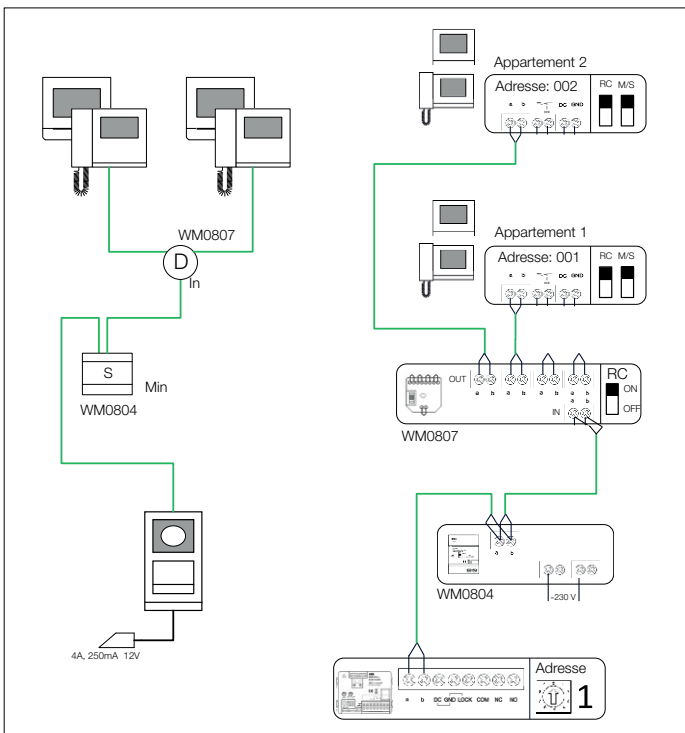 WM0807
D
In
S
Min
WM0804
4A, 250mA 12V
Appartement 2
Adresse: 002
RC M/S
a b DC GND
Appartement 1
Adresse: 001
RC M/S
a b DC GND
OUT
a b a b a b a b
IN
RC
ON
OFF
WM0807
a b
WM0804
~230 V
Adresse
1
a b DC GND LOCK COM NC NO